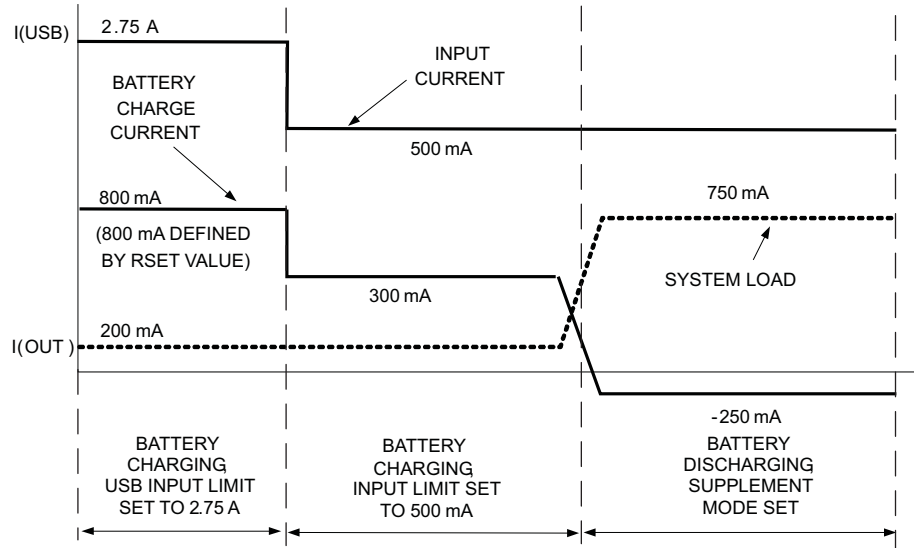 I(USB)
2.75 A
INPUT
CURRENT
BATTERY
CHARGE
CURRENT
500 mA
800 mA
(800 mA DEFINED
BY RSET VALUE)
750 mA
SYSTEM LOAD
300 mA
200 mA
I(OUT )
-250 mA
BATTERY
CHARGING,
USB INPUT LIMIT
SET TO 2.75 A
BATTERY
CHARGING,
INPUT LIMIT SET
TO 500 mA
BATTERY
DISCHARGING,
SUPPLEMENT
MODE SET